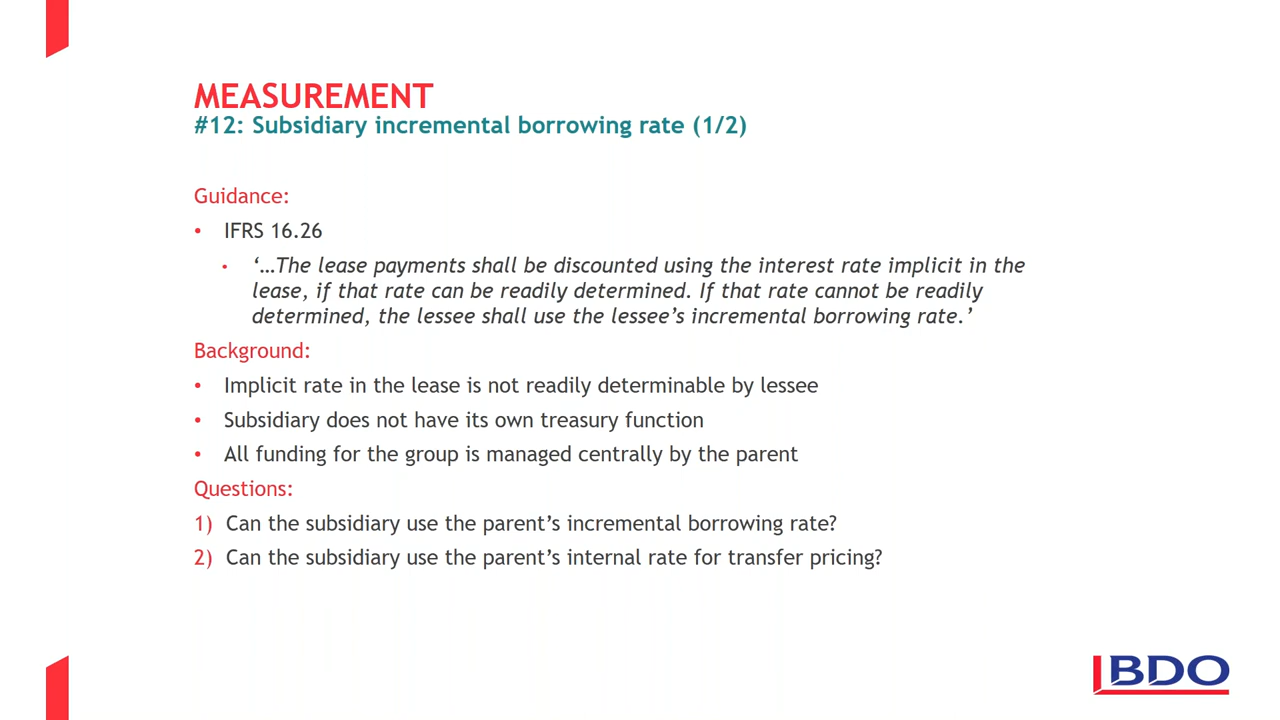 MEASUREMENT
#12: Subsidiary incremental borrowing rate (1/2)
Guidance:
• IFRS 16.26
• ‘…The lease payments shall be discounted using the interest rate implicit in the
lease, if that rate can be readily determined. If that rate cannot be readily
determined, the lessee shall use the lessee’s incremental borrowing rate.’
Background:
• Implicit rate in the lease is not readily determinable by lessee
• Subsidiary does not have its own treasury function
• All funding for the group is managed centrally by the parent
Questions:
1) Can the subsidiary use the parent’s incremental borrowing rate?
2) Can the subsidiary use the parent’s internal rate for transfer pricing?
BDO